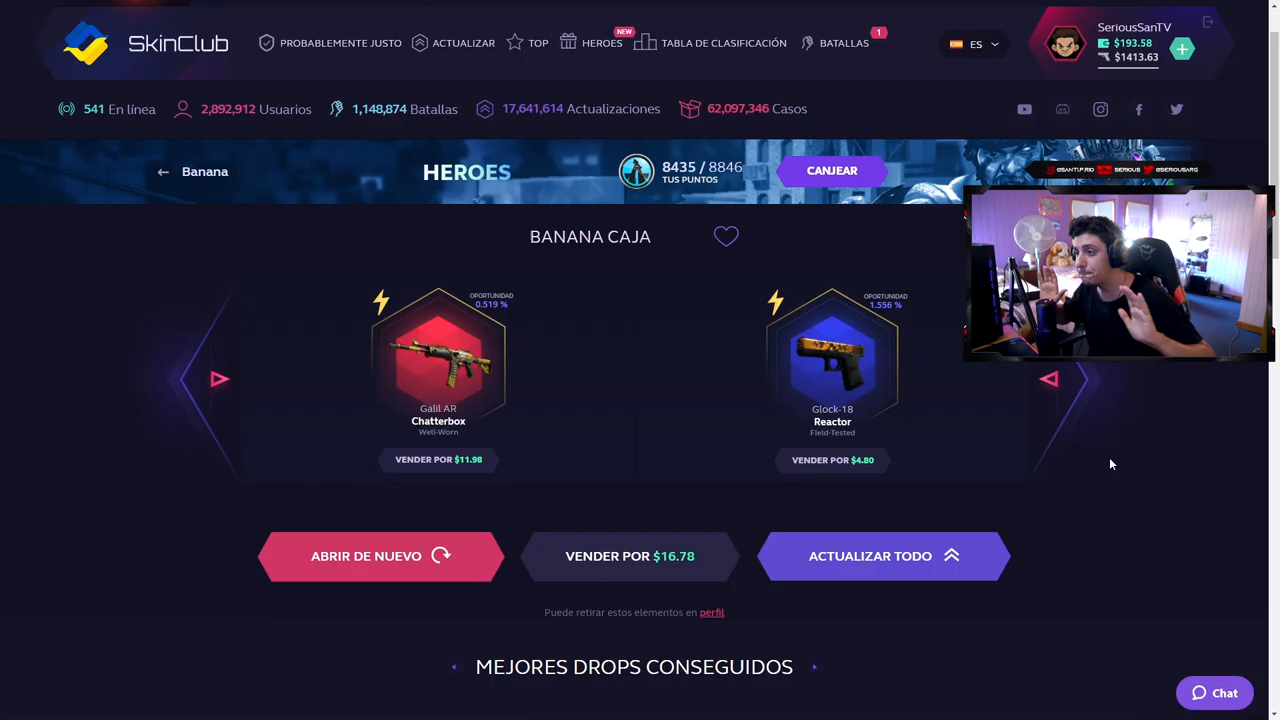 SkinClub
PROBABLEMENTE JUSTO
ACTUALIZAR
TOP
HEROES
NEW
TABLA DE CLASIFICACIÓN
BATALLAS
1
ES
SeriousSanTV
$193.58
$1413.63
541 En línea
2,892,912 Usuarios
1,148,874 Batallas
17,641,614 Actualizaciones
62,097,346 Casos
Banana
HEROES
8435 / 8846
TUS PUNTOS
CANJEAR
@SANTI.P.RIO
SERIOUS
@SERIOUSARG
BANANA CAJA
OPORTUNIDAD
0.519 %
Galil AR
Chatterbox
Well-Worn
VENDER POR $11.98
OPORTUNIDAD
1.556 %
Glock-18
Reactor
Field-Tested
VENDER POR $4.80
ABRIR DE NUEVO
VENDER POR $16.78
ACTUALIZAR TODO
Puede retirar estos elementos en perfil
MEJORES DROPS CONSEGUIDOS
Chat